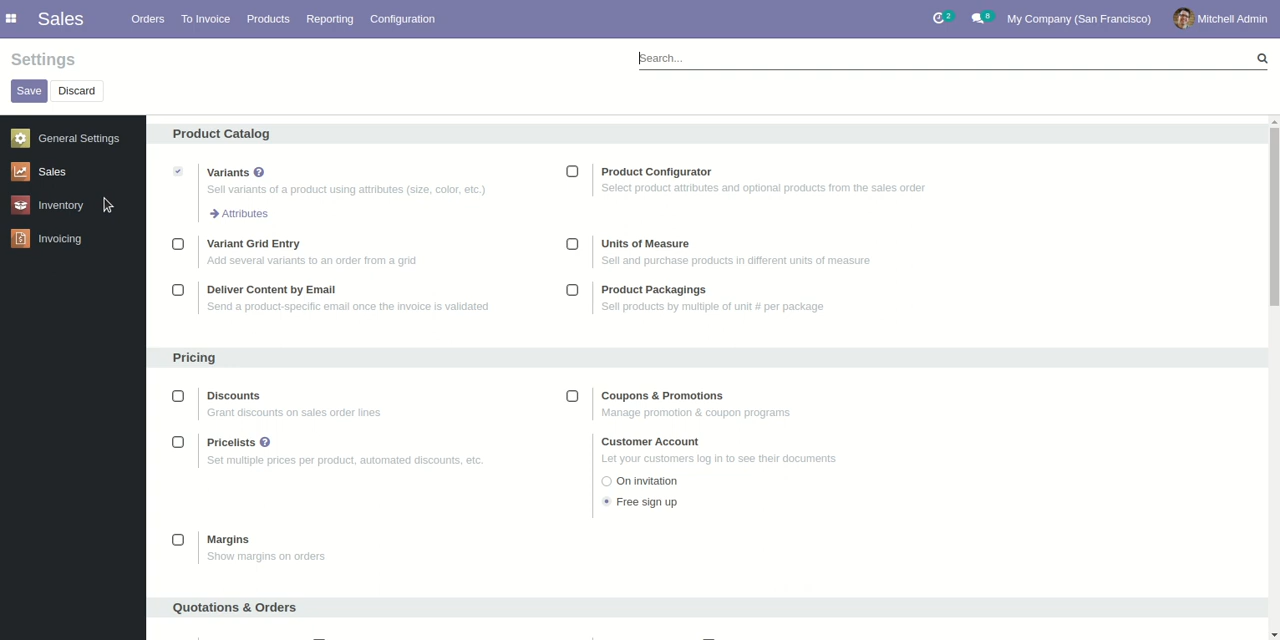 Sales
Orders
To Invoice
Products
Reporting
Configuration
2
8
My Company (San Francisco)
Mitchell Admin
Settings
Search...
Save
Discard
General Settings
Sales
Inventory
Invoicing
Product Catalog
Variants ?
Sell variants of a product using attributes (size, color, etc.)
Attributes
Product Configurator
Select product attributes and optional products from the sales order
Variant Grid Entry
Add several variants to an order from a grid
Units of Measure
Sell and purchase products in different units of measure
Deliver Content by Email
Send a product-specific email once the invoice is validated
Product Packagings
Sell products by multiple of unit # per package
Pricing
Discounts
Grant discounts on sales order lines
Coupons & Promotions
Manage promotion & coupon programs
Pricelists ?
Set multiple prices per product, automated discounts, etc.
Customer Account
Let your customers log in to see their documents
On invitation
Free sign up
Margins
Show margins on orders
Quotations & Orders